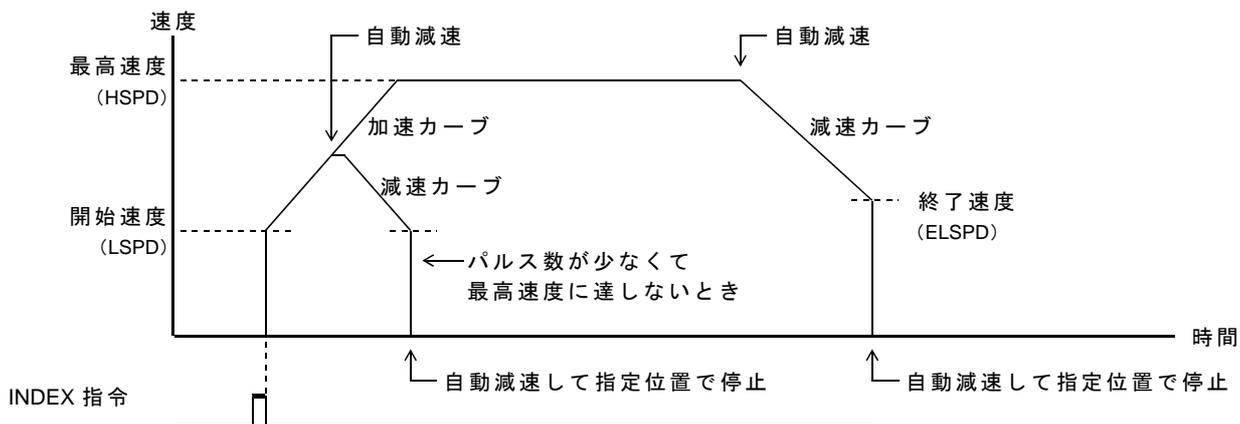 速度
自動減速
自動減速
最高速度
（HSPD）
加速カーブ
減速カーブ
減速カーブ
開始速度
（LSPD）
終了速度
（ELSPD）
パルス数が少なくて
最高速度に達しないとき
時間
自動減速して指定位置で停止
自動減速して指定位置で停止
INDEX 指令